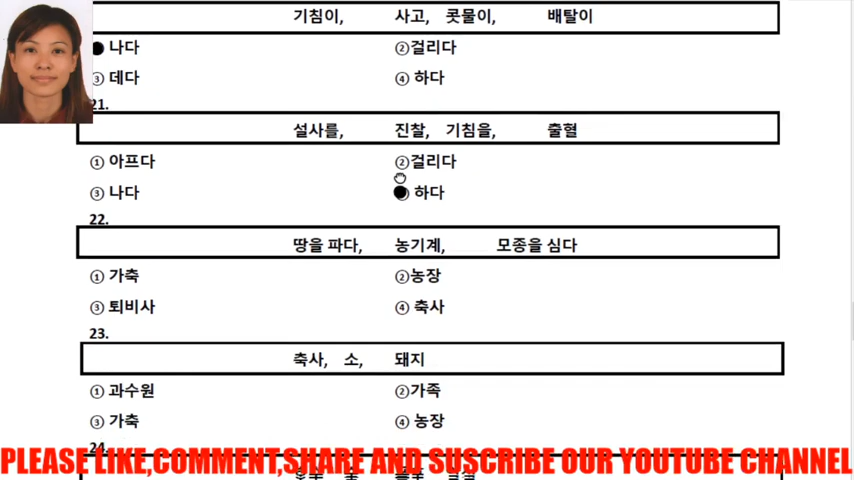 기침이, 사고, 콧물이, 배탈이
나다 ②걸리다
③ 데다 ④ 하다
21.
설사를, 진찰, 기침을, 출혈
① 아프다 ②걸리다
③ 나다 하다
22.
땅을 파다, 농기계, 모종을 심다
① 가축 ②농장
③ 퇴비사 ④ 축사
23.
축사, 소, 돼지
① 과수원 ②가족
③ 가축 ④ 농장
24.
PLEASE LIKE,COMMENT,SHARE AND SUSCRIBE OUR YOUTUBE CHANNEL